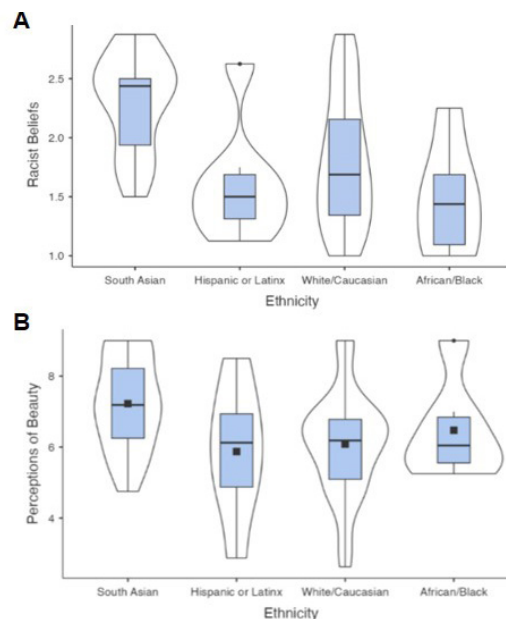 A
Racist Beliefs
2.5
2.0
1.5
1.0
South Asian Hispanic or Latinx White/Caucasian African/Black
Ethnicity
B
Perceptions of Beauty
8
6
4
South Asian Hispanic or Latinx White/Caucasian African/Black
Ethnicity